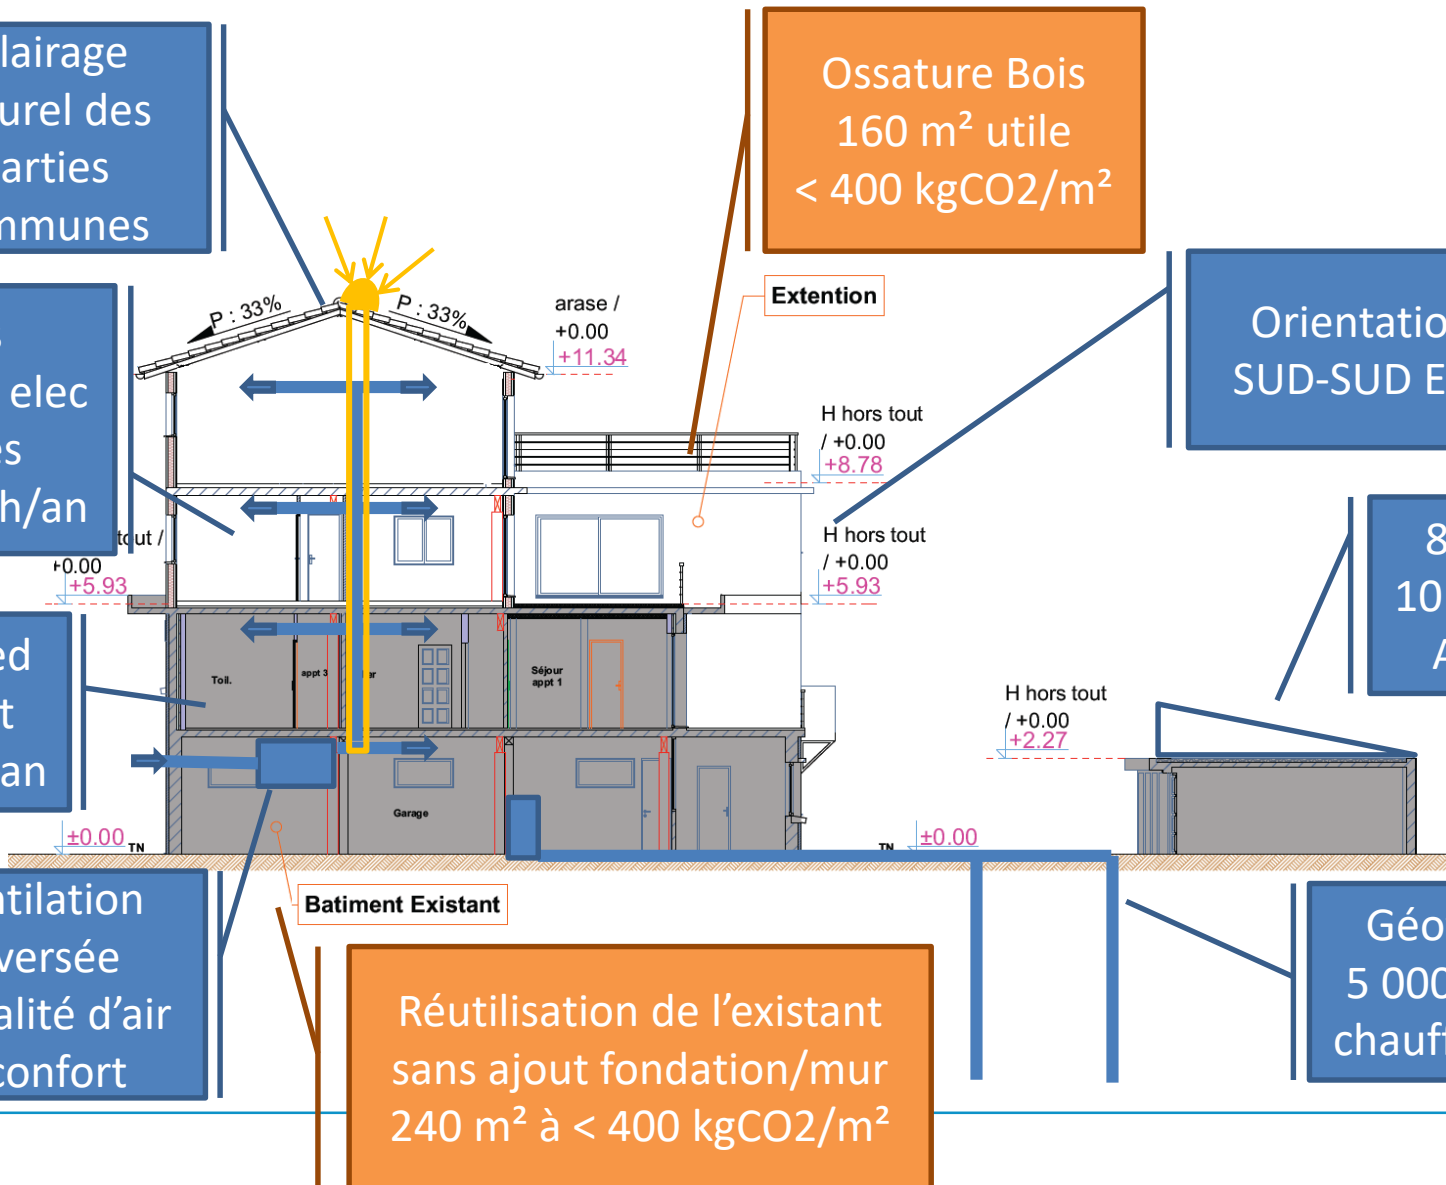 lairage
urel des
arties
mmunes
Ossature Bois
160 m² utile
< 400 kgCO2/m²
Extention
P : 33%
P : 33%
arase /
+0.00
+11.34
Orientatio
SUD-SUD E
elec
es
h/an
H hors tout
/ +0.00
+8.78
H hors tout
/ +0.00
+5.93
tout /
+0.00
+5.93
8
10
A
ed
t
an
Toil.
appt 3
Séjour
appt 1
H hors tout
/ +0.00
+2.27
Garage
±0.00
TN
TN
±0.00
ntilation
versée
alité d’air
confort
Batiment Existant
Géo
5 000
chauff
Réutilisation de l’existant
sans ajout fondation/mur
240 m² à < 400 kgCO2/m²